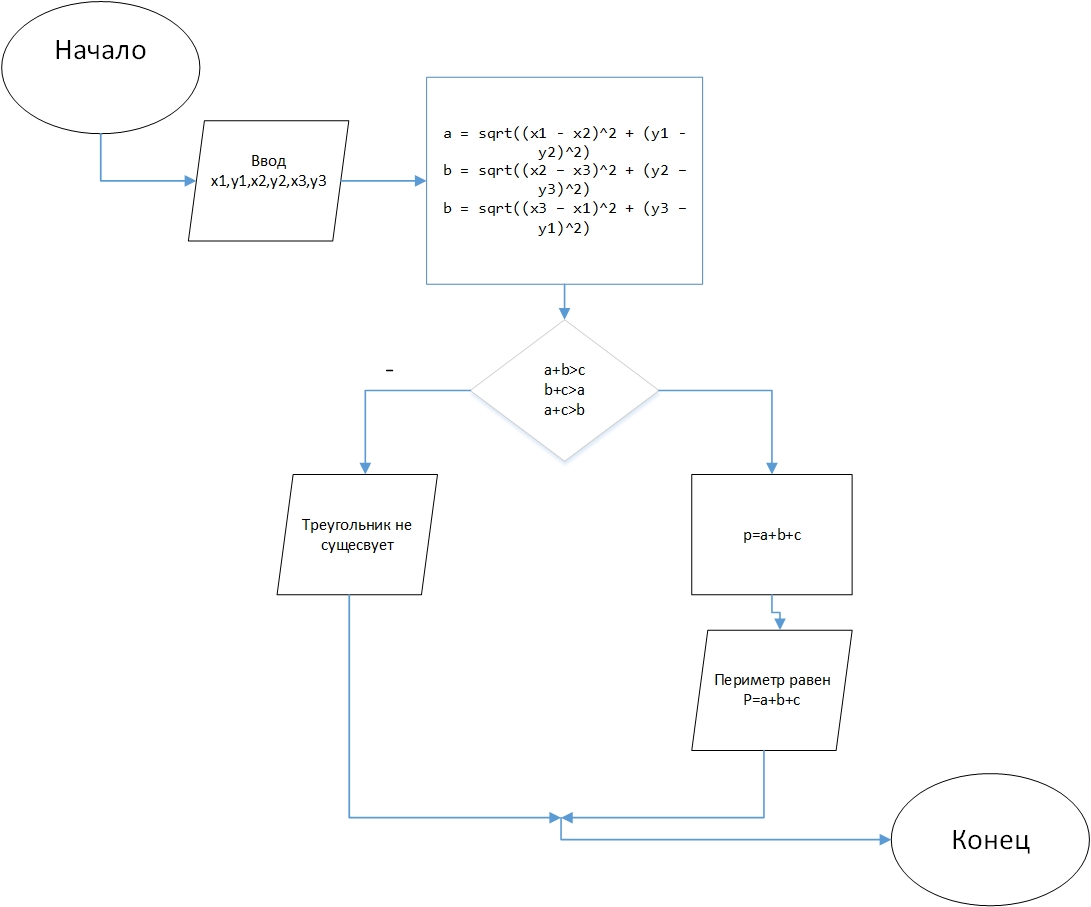 Начало
Ввод
x1,y1,x2,y2,x3,y3
a = sqrt((x1 - x2)^2 + (y1 -
y2)^2)
b = sqrt((x2 – x3)^2 + (y2 –
y3)^2)
b = sqrt((x3 – x1)^2 + (y3 –
y1)^2)
–
a+b>c
b+c>a
a+c>b
Треугольник не
сущесвует
p=a+b+c
Периметр равен
P=a+b+c
Конец